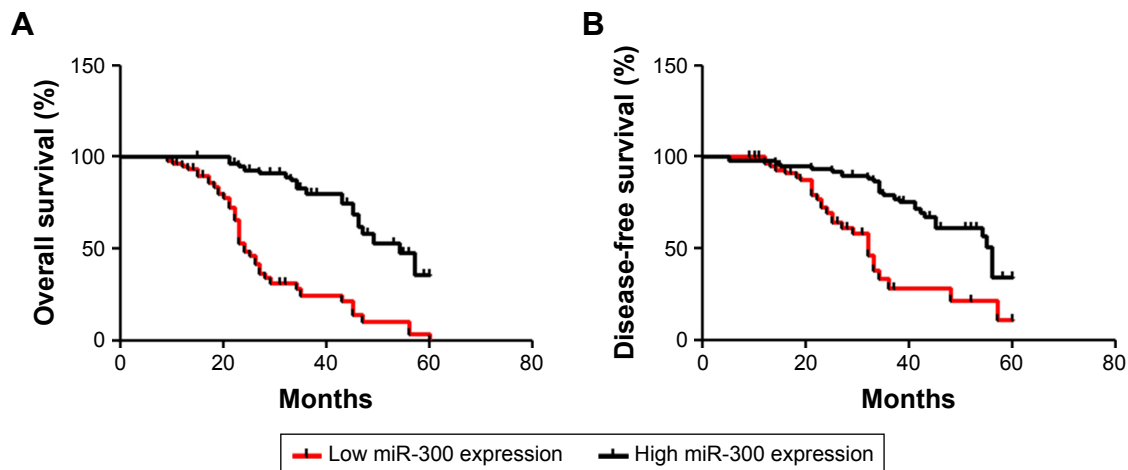 A
B
Overall survival (%)
150
100
50
0
0 20 40 60 80
Months
Disease-free survival (%)
150
100
50
0
0 20 40 60 80
Months
Low miR-300 expression High miR-300 expression